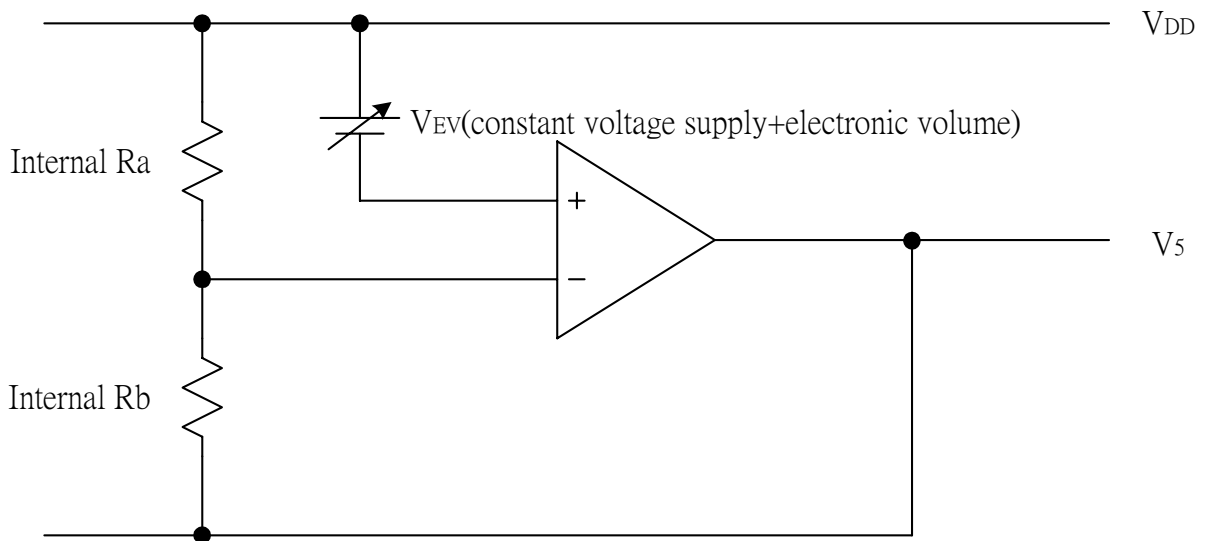 VDD
VEV(constant voltage supply+electronic volume)
Internal Ra
+
V5
−
Internal Rb